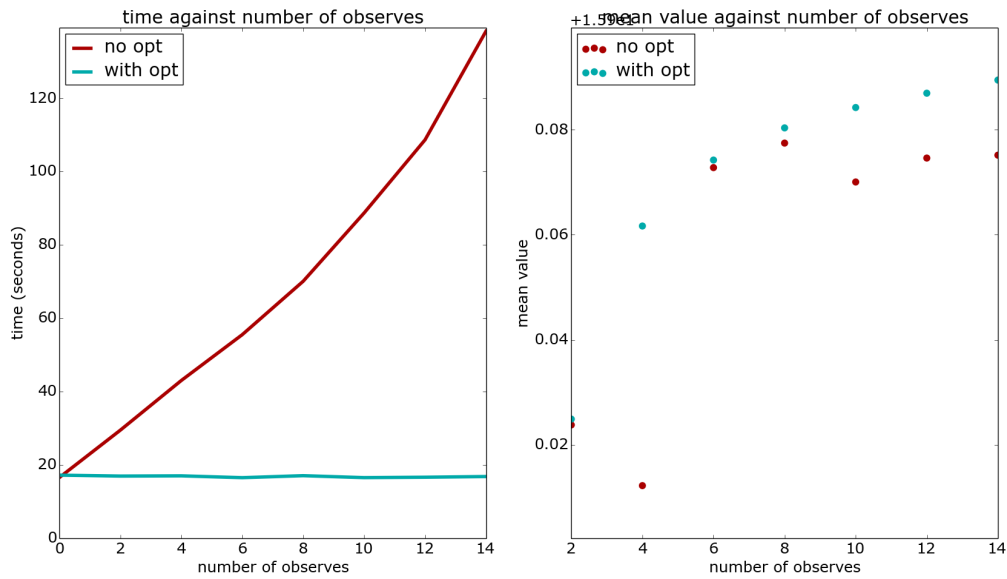 time against number of observes
no opt
with opt
120
100
80
60
40
20
0
time (seconds)
0 2 4 6 8 10 12 14
number of observes
+1.59e1
mean value against number of observes
no opt
with opt
0.08
0.06
0.04
0.02
mean value
2 4 6 8 10 12 14
number of observes